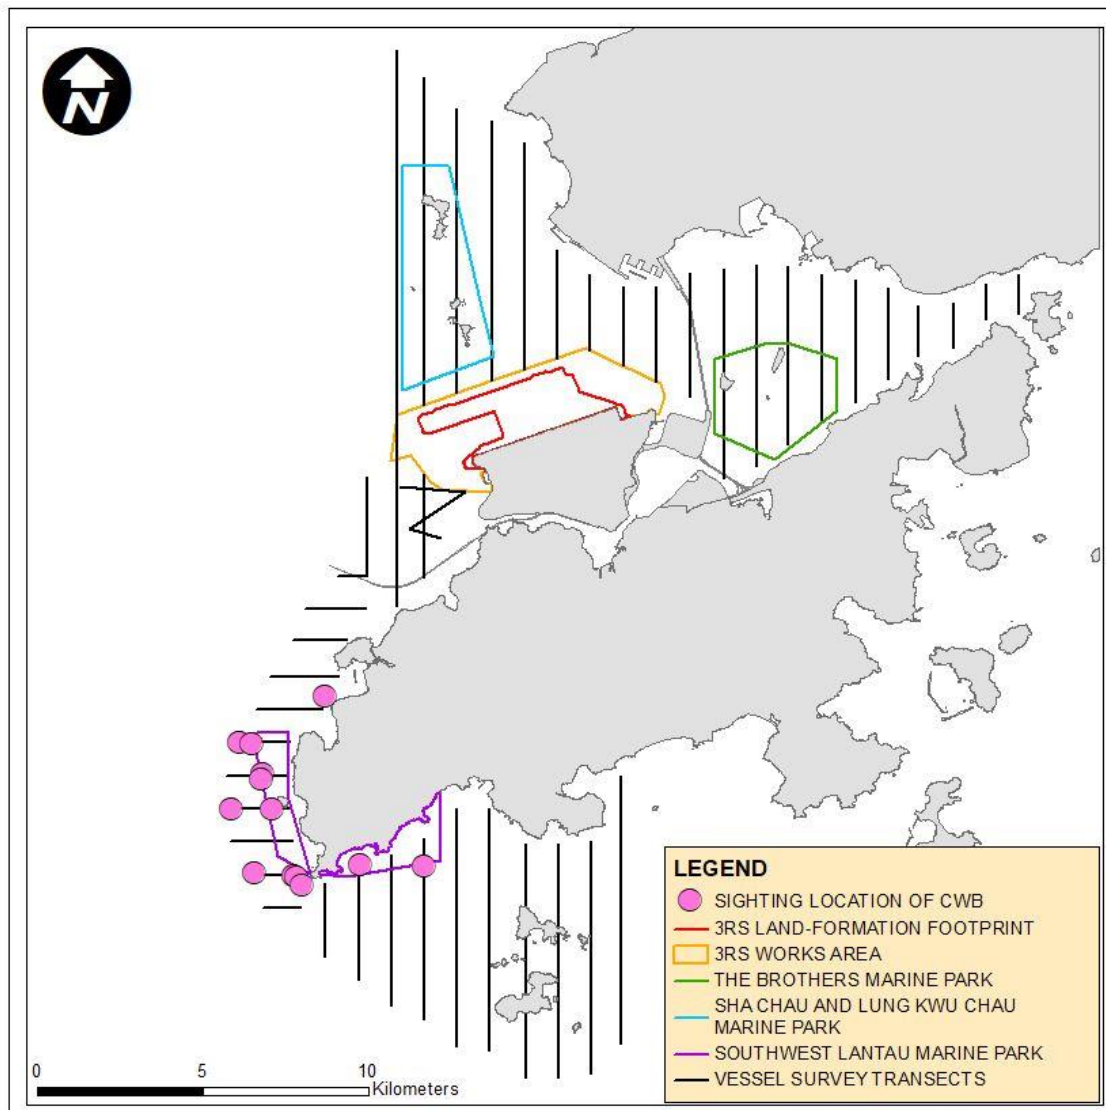 N
LEGEND
SIGHTING LOCATION OF CWB
3RS LAND-FORMATION FOOTPRINT
3RS WORKS AREA
THE BROTHERS MARINE PARK
SHA CHAU AND LUNG KWU CHAU
MARINE PARK
SOUTHWEST LANTAU MARINE PARK
VESSEL SURVEY TRANSECTS
0 5 10
Kilometers